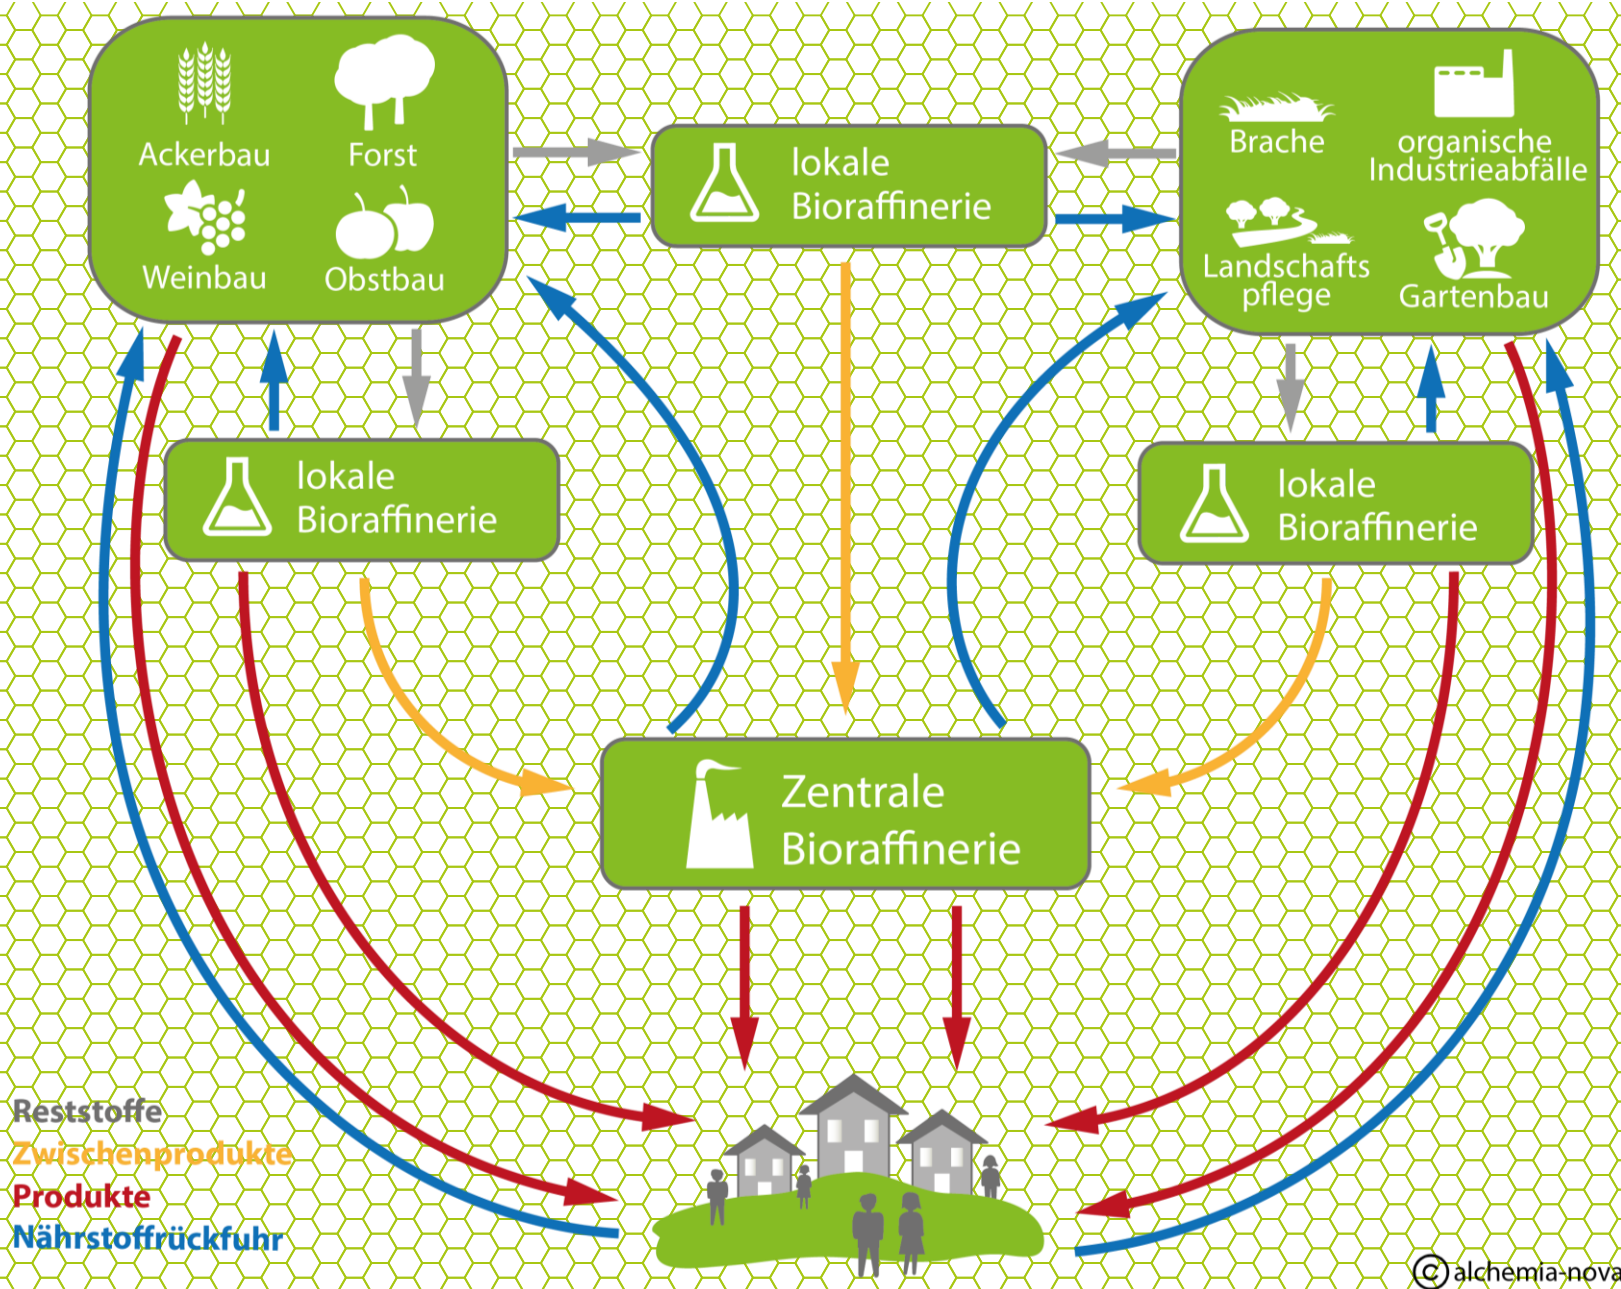 Ackerbau
Forst
Weinbau
Obstbau
lokale
Bioraffinerie
Brache
organische
Industrieabfälle
Landschafts
pflege
Gartenbau
lokale
Bioraffinerie
lokale
Bioraffinerie
Zentrale
Bioraffinerie
Reststoffe
Zwischenprodukte
Produkte
Nährstoffrückfuhr
© alchemia-nova